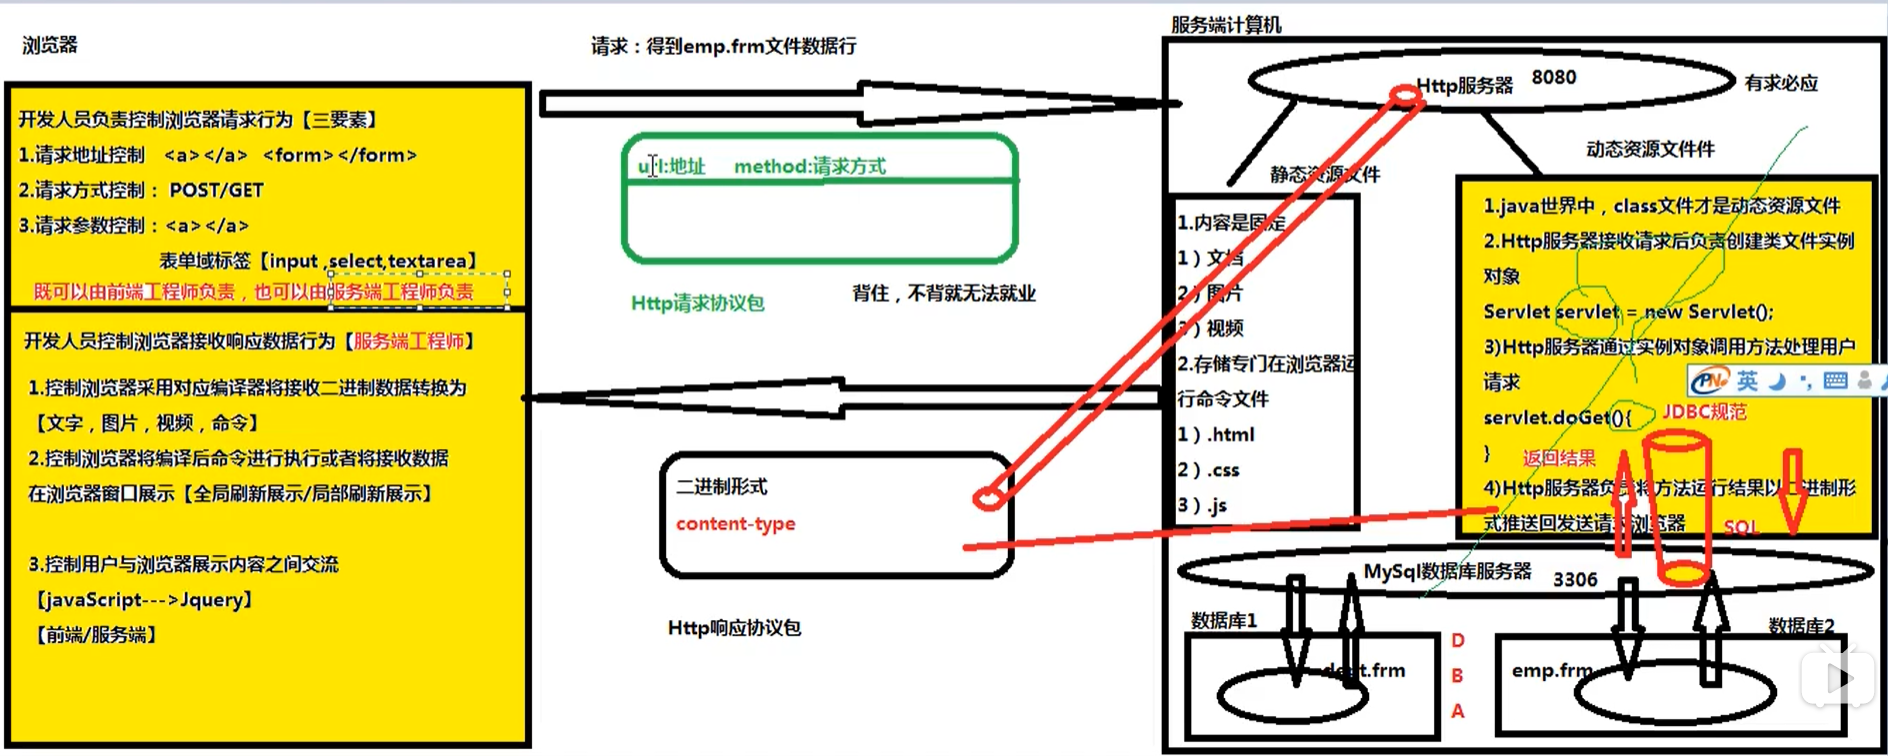 浏览器
开发人员负责控制浏览器请求行为【三要素】
1.请求地址控制 <a></a> <form></form>
2.请求方式控制： POST/GET
3.请求参数控制：<a></a>
表单域标签【input ,select,textarea】
既可以由前端工程师负责，也可以由服务端工程师负责
开发人员控制浏览器接收响应数据行为【服务端工程师】
1.控制浏览器采用对应编译器将接收二进制数据转换为
【文字，图片，视频，命令】
2.控制浏览器将编译后命令进行执行或者将接收数据
在浏览器窗口展示【全局刷新展示/局部刷新展示】
3.控制用户与浏览器展示内容之间交流
【javaScript--->Jquery】
【前端/服务端】
请求：得到emp.frm文件数据行
url:地址 method:请求方式
Http请求协议包
背住，不背就无法就业
二进制形式
content-type
Http响应协议包
服务端计算机
Http服务器 8080
有求必应
静态资源文件
1.内容是固定
1）文档
2）图片
3）视频
2.存储专门在浏览器运
行命令文件
1）.html
2）.css
3）.js
动态资源文件件
1.java世界中，class文件才是动态资源文件
2.Http服务器接收请求后负责创建类文件实例
对象
Servlet servlet = new Servlet();
3)Http服务器通过实例对象调用方法处理用户
请求
servlet.doGet(){
}
4)Http服务器负责将方法运行结果以二进制形
式推送回发送请求浏览器
英
JDBC规范
返回结果
SQL
MySql数据库服务器 3306
数据库1
dept.frm
D
B
A
数据库2
emp.frm